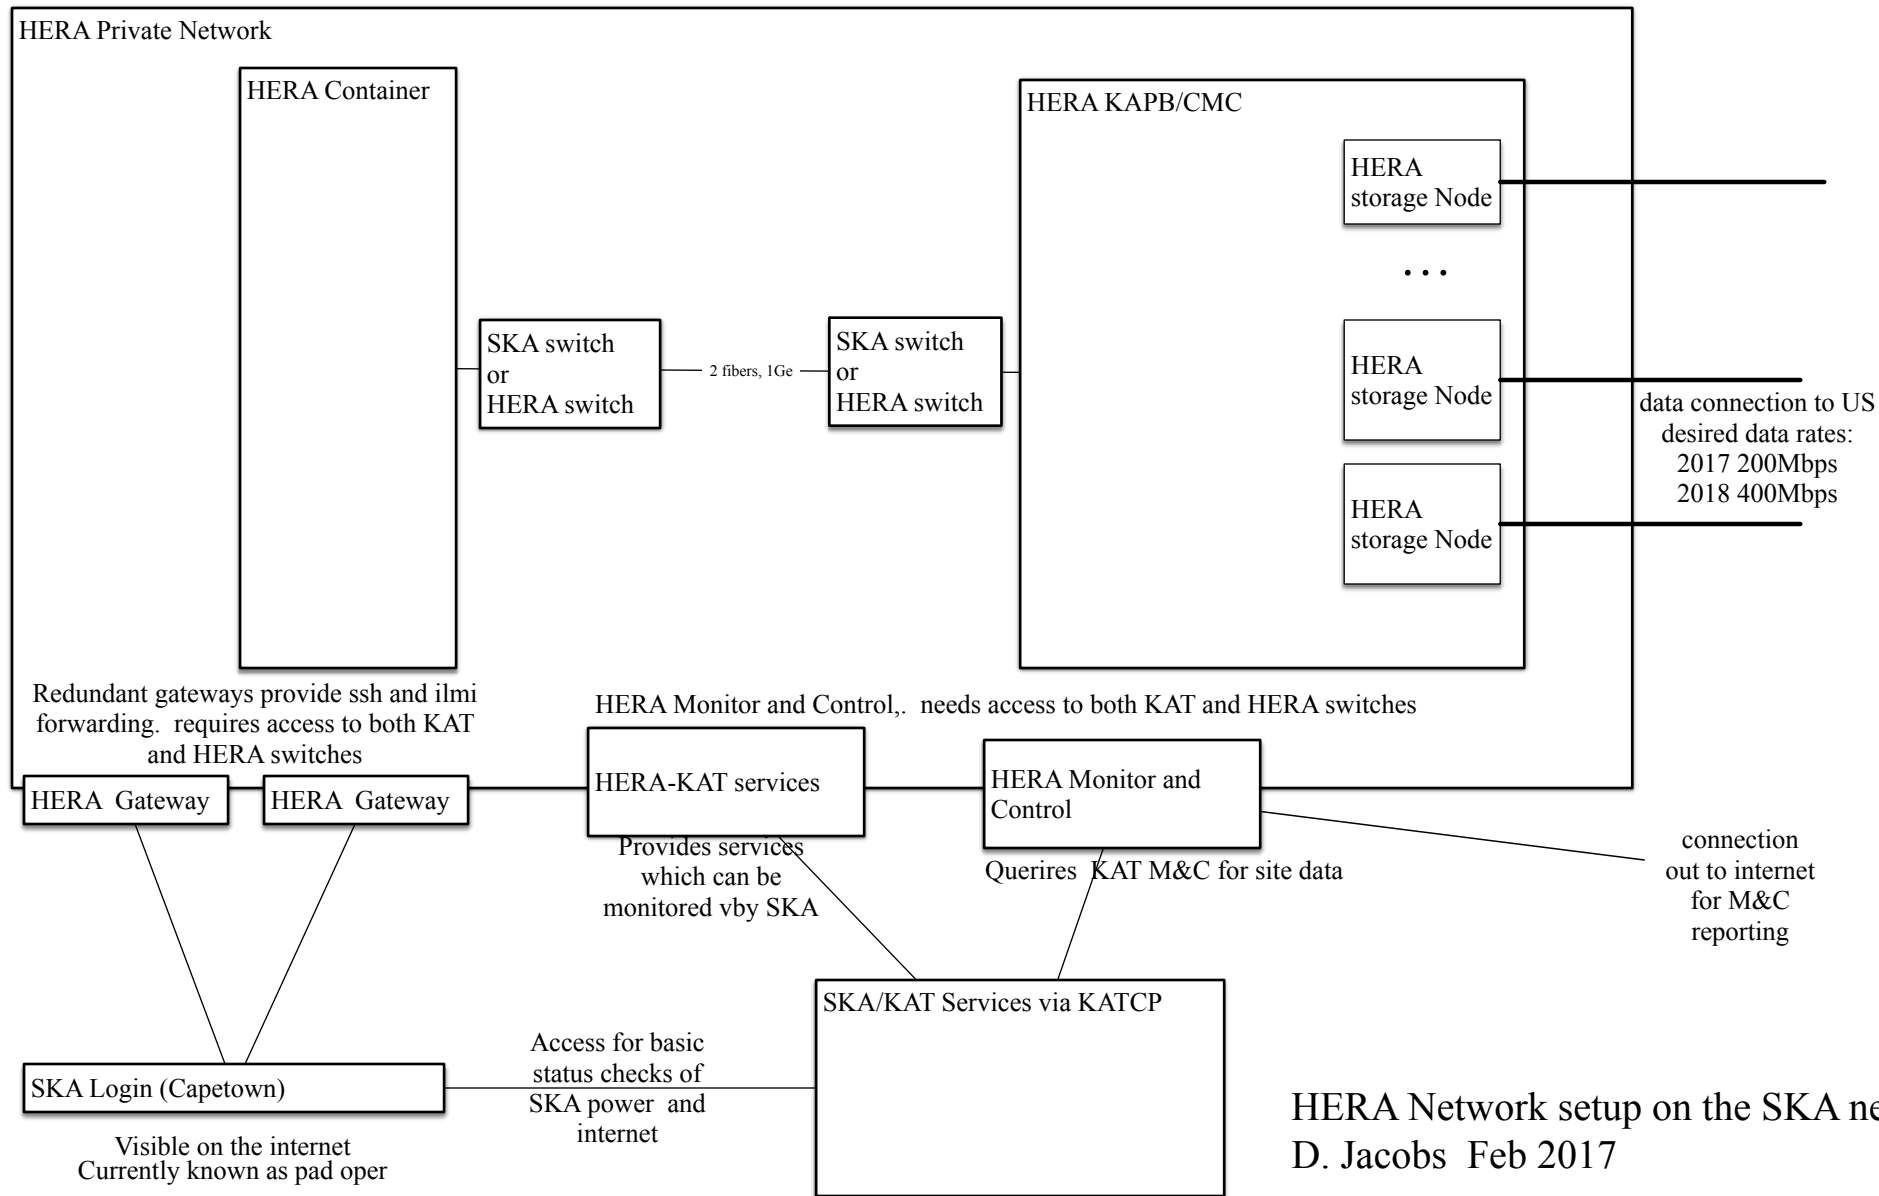 HERA Private Network
HERA Container
HERA KAPB/CMC
HERA
storage Node
...
SKA switch
or
HERA switch
2 fibers, 1Ge
SKA switch
or
HERA switch
HERA
storage Node
HERA
storage Node
data connection to US
desired data rates:
2017 200Mbps
2018 400Mbps
Redundant gateways provide ssh and ilmi
forwarding.  requires access to both KAT
and HERA switches
HERA Monitor and Control,.  needs access to both KAT and HERA switches
HERA  Gateway
HERA  Gateway
HERA-KAT services
HERA Monitor and
Control
Provides services
which can be
monitored vby SKA
Querires  KAT M&C for site data
connection
out to internet
for M&C
reporting
SKA/KAT Services via KATCP
SKA Login (Capetown)
Access for basic
status checks of
SKA power  and
internet
Visible on the internet
Currently known as pad oper
HERA Network setup on the SKA ne
D. Jacobs  Feb 2017